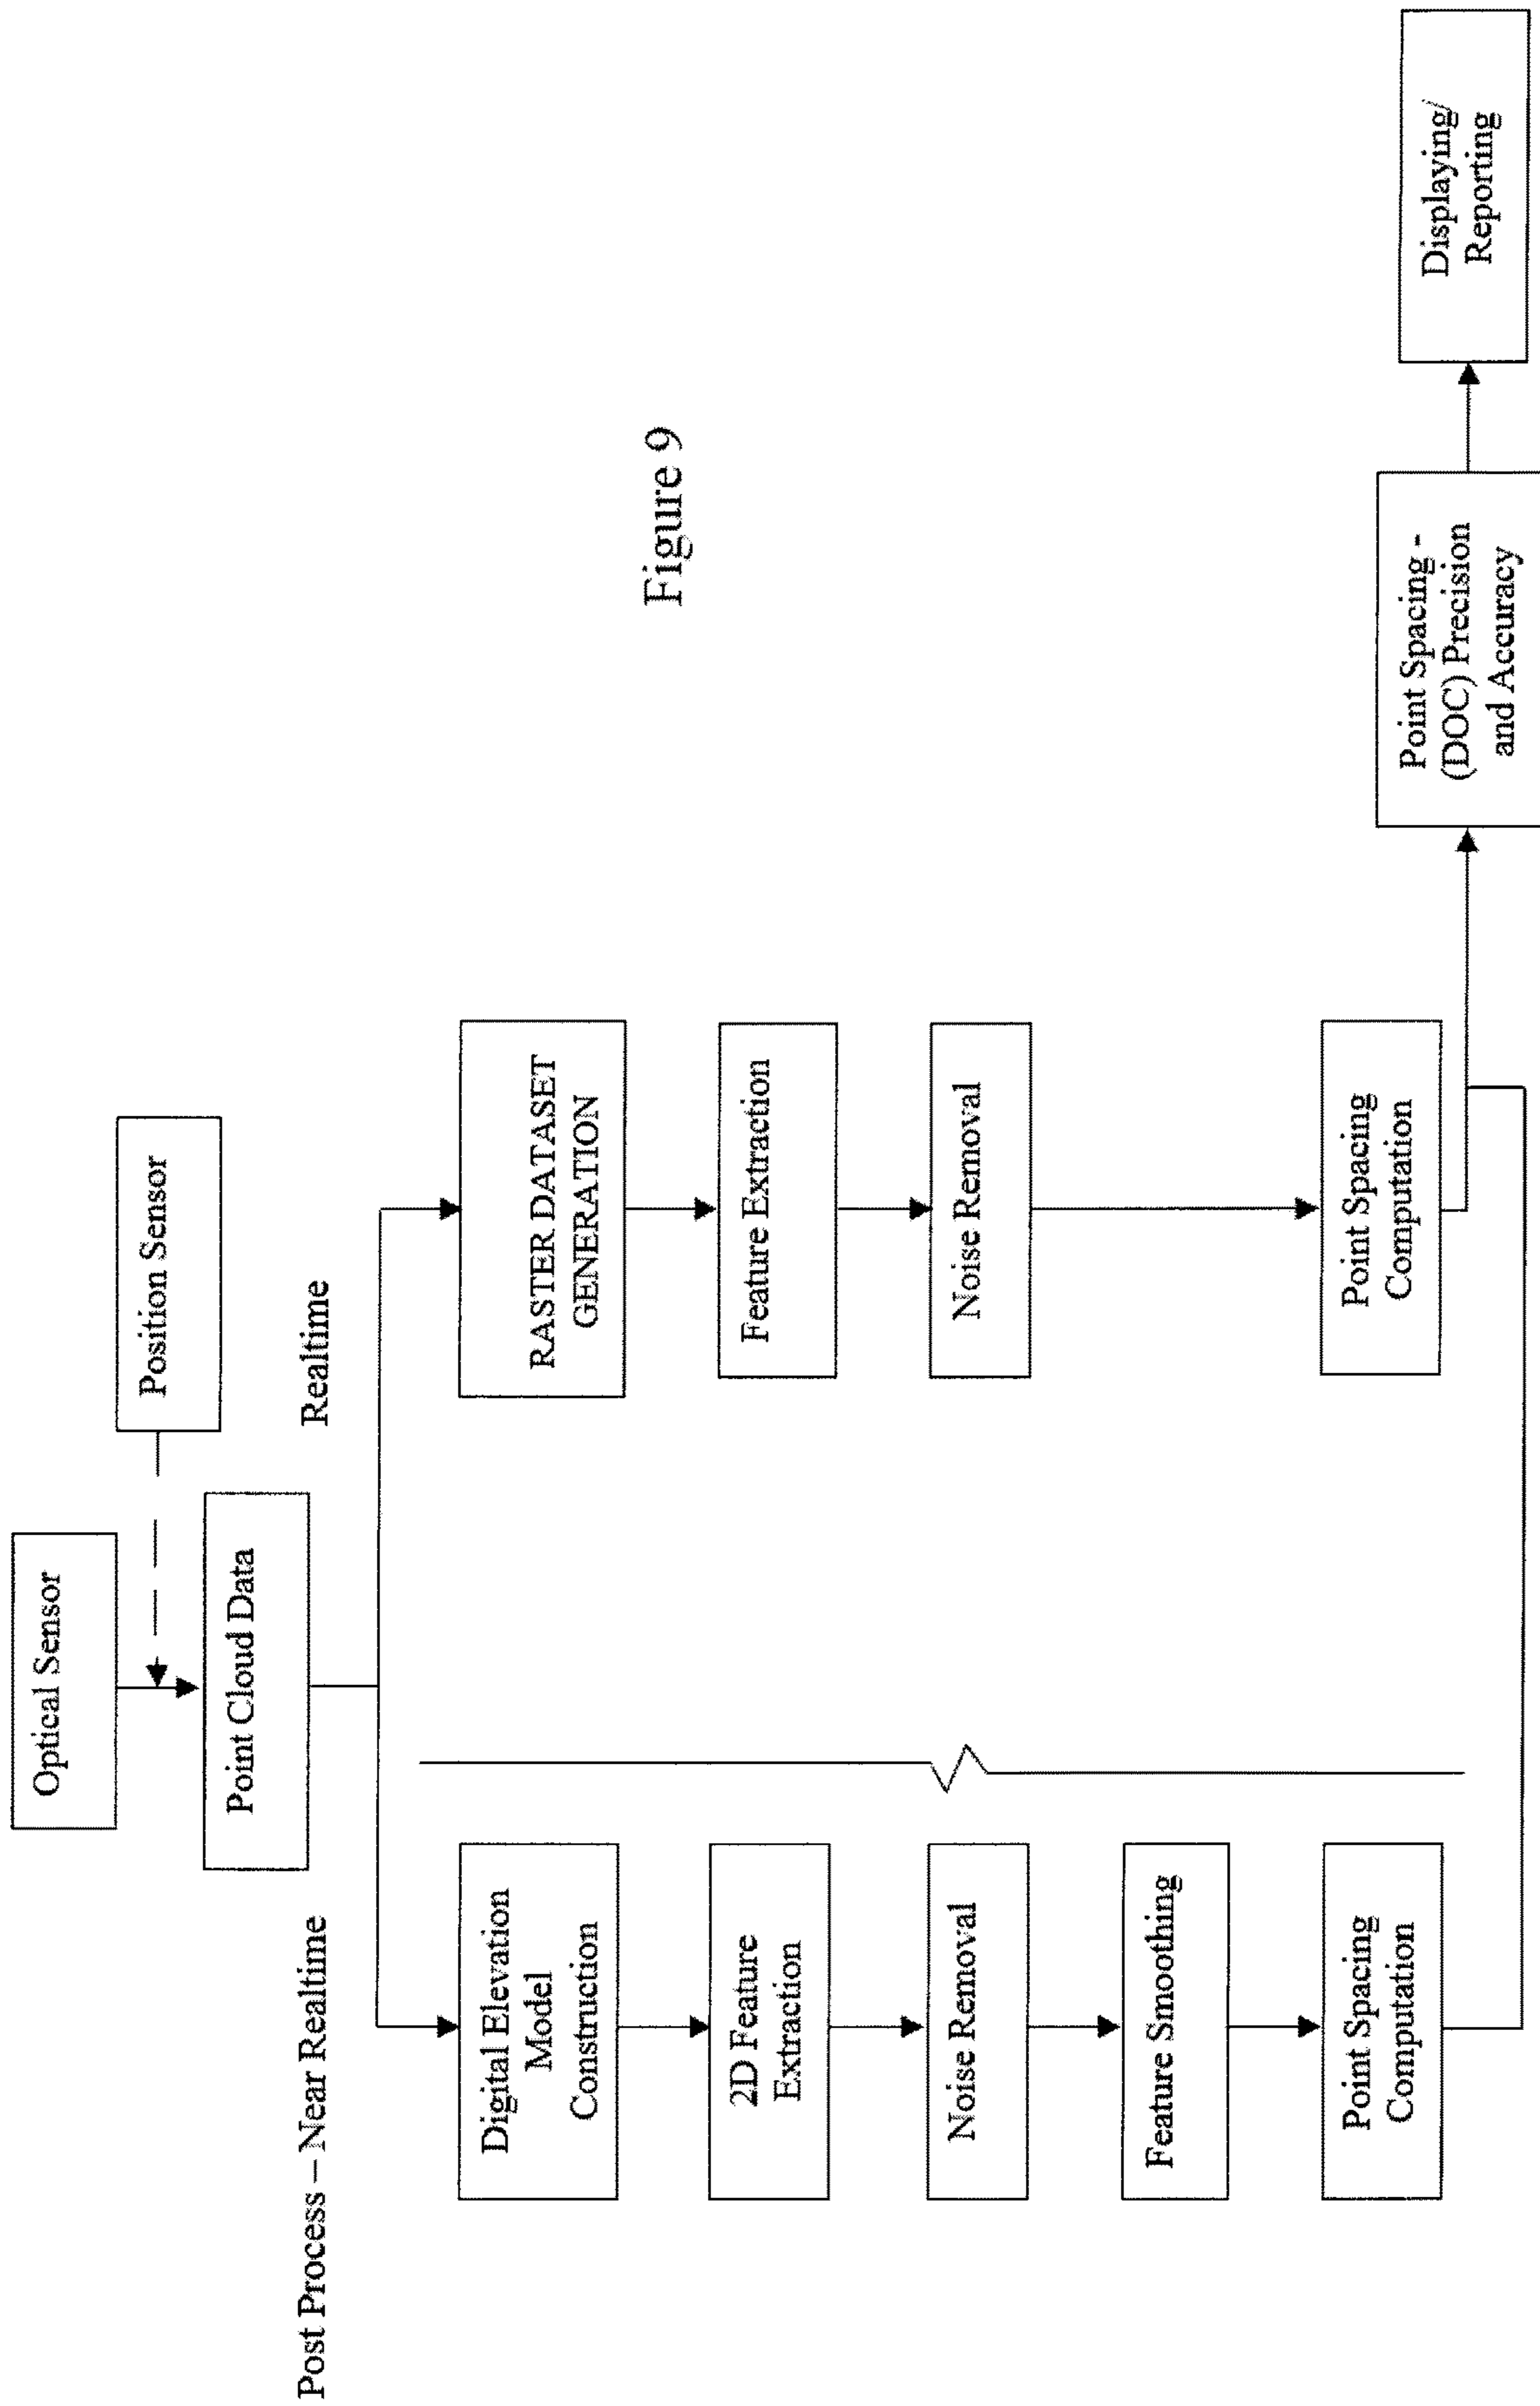 Optical Sensor
Position Sensor
Point Cloud Data
Post Process – Near Realtime
Realtime
Digital Elevation
Model
Construction
2D Feature
Extraction
Noise Removal
Feature Smoothing
Point Spacing
Computation
RASTER DATASET
GENERATION
Feature Extraction
Noise Removal
Point Spacing
Computation
Figure 9
Point Spacing -
(DOC) Precision
and Accuracy
Displaying/
Reporting